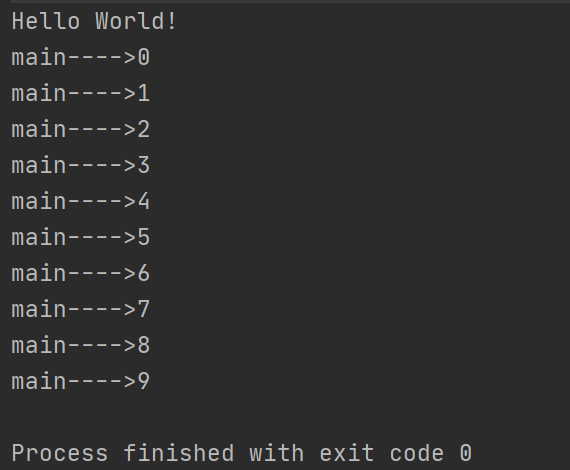 Hello World!
main---->0
main---->1
main---->2
main---->3
main---->4
main---->5
main---->6
main---->7
main---->8
main---->9
Process finished with exit code 0